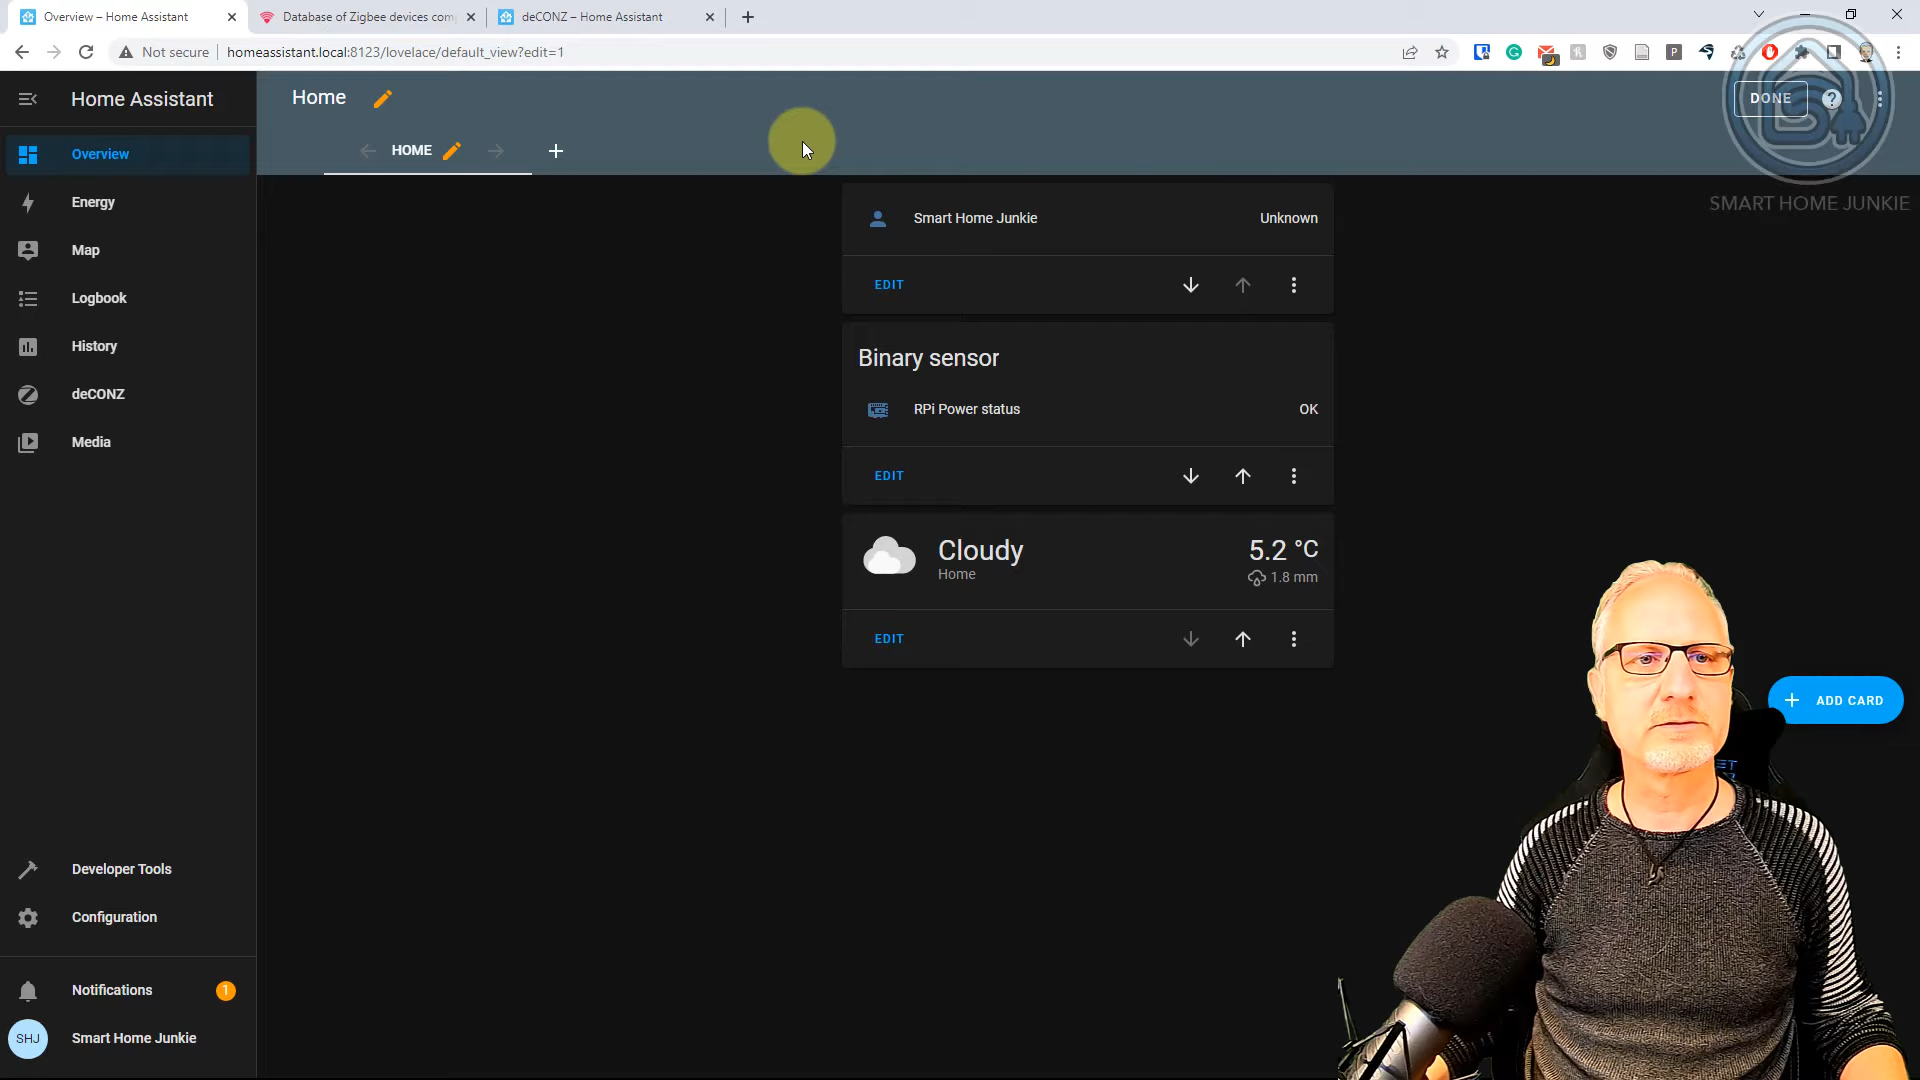 Overview – Home Assistant
Database of Zigbee devices com
deCONZ – Home Assistant
Not secure
homeassistant.local:8123/lovelace/default_view?edit=1
Home Assistant
Home
DONE
HOME
Overview
Energy
Map
Logbook
History
deCONZ
Media
SMART HOME JUNKIE
Smart Home Junkie
Unknown
EDIT
Binary sensor
RPi Power status
OK
EDIT
Cloudy
Home
5.2 °C
1.8 mm
EDIT
ADD CARD
Developer Tools
Configuration
Notifications
1
SHJ
Smart Home Junkie